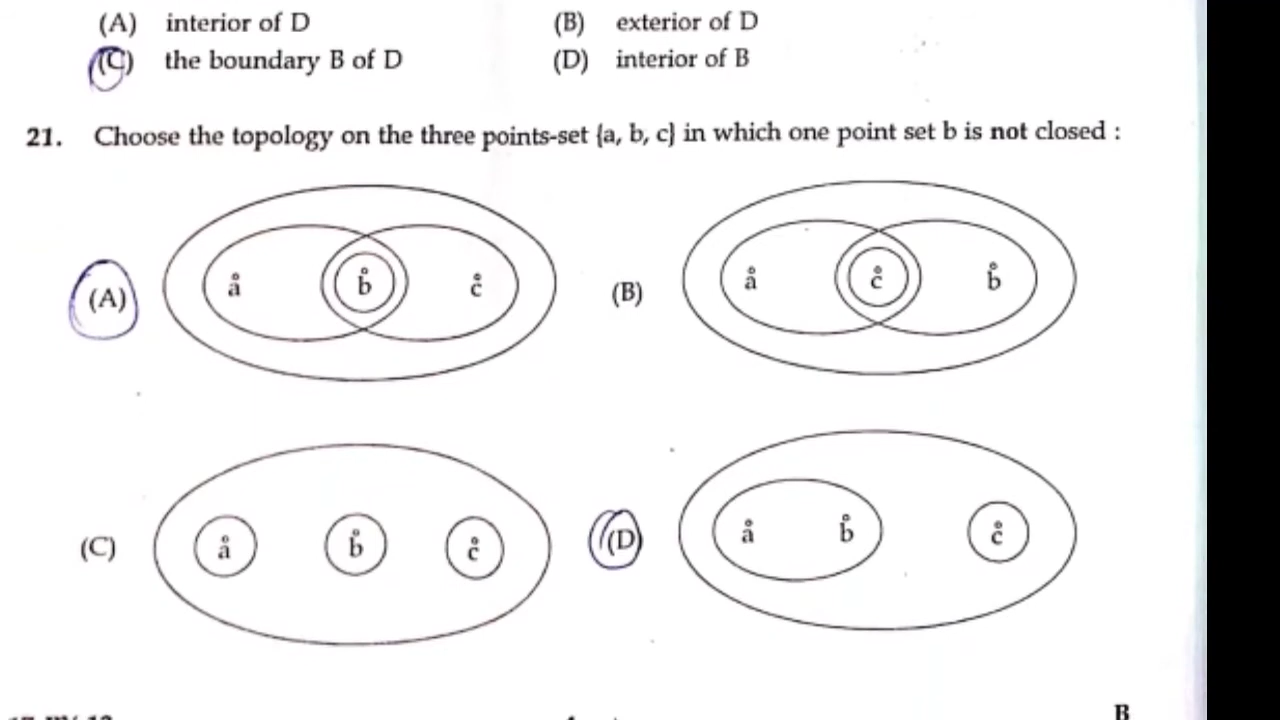 (A) interior of D (B) exterior of D
(C) the boundary B of D (D) interior of B
21. Choose the topology on the three points-set {a, b, c} in which one point set b is not closed :
(A) å b̊ c̊ (B) å c̊ b̊
(C) å b̊ c̊ (D) å b̊ c̊
B